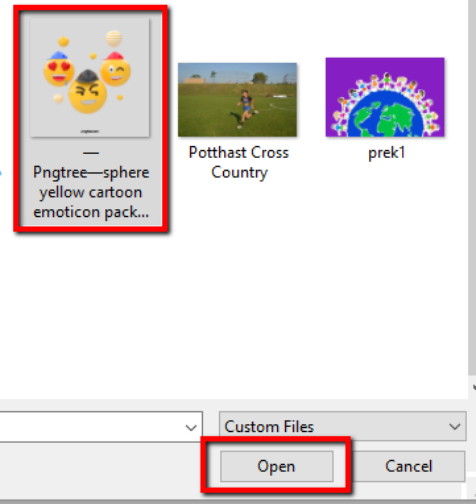 —
Pngtree—sphere
yellow cartoon
emoticon pack...
Potthast Cross
Country
prek1
Custom Files
Open
Cancel